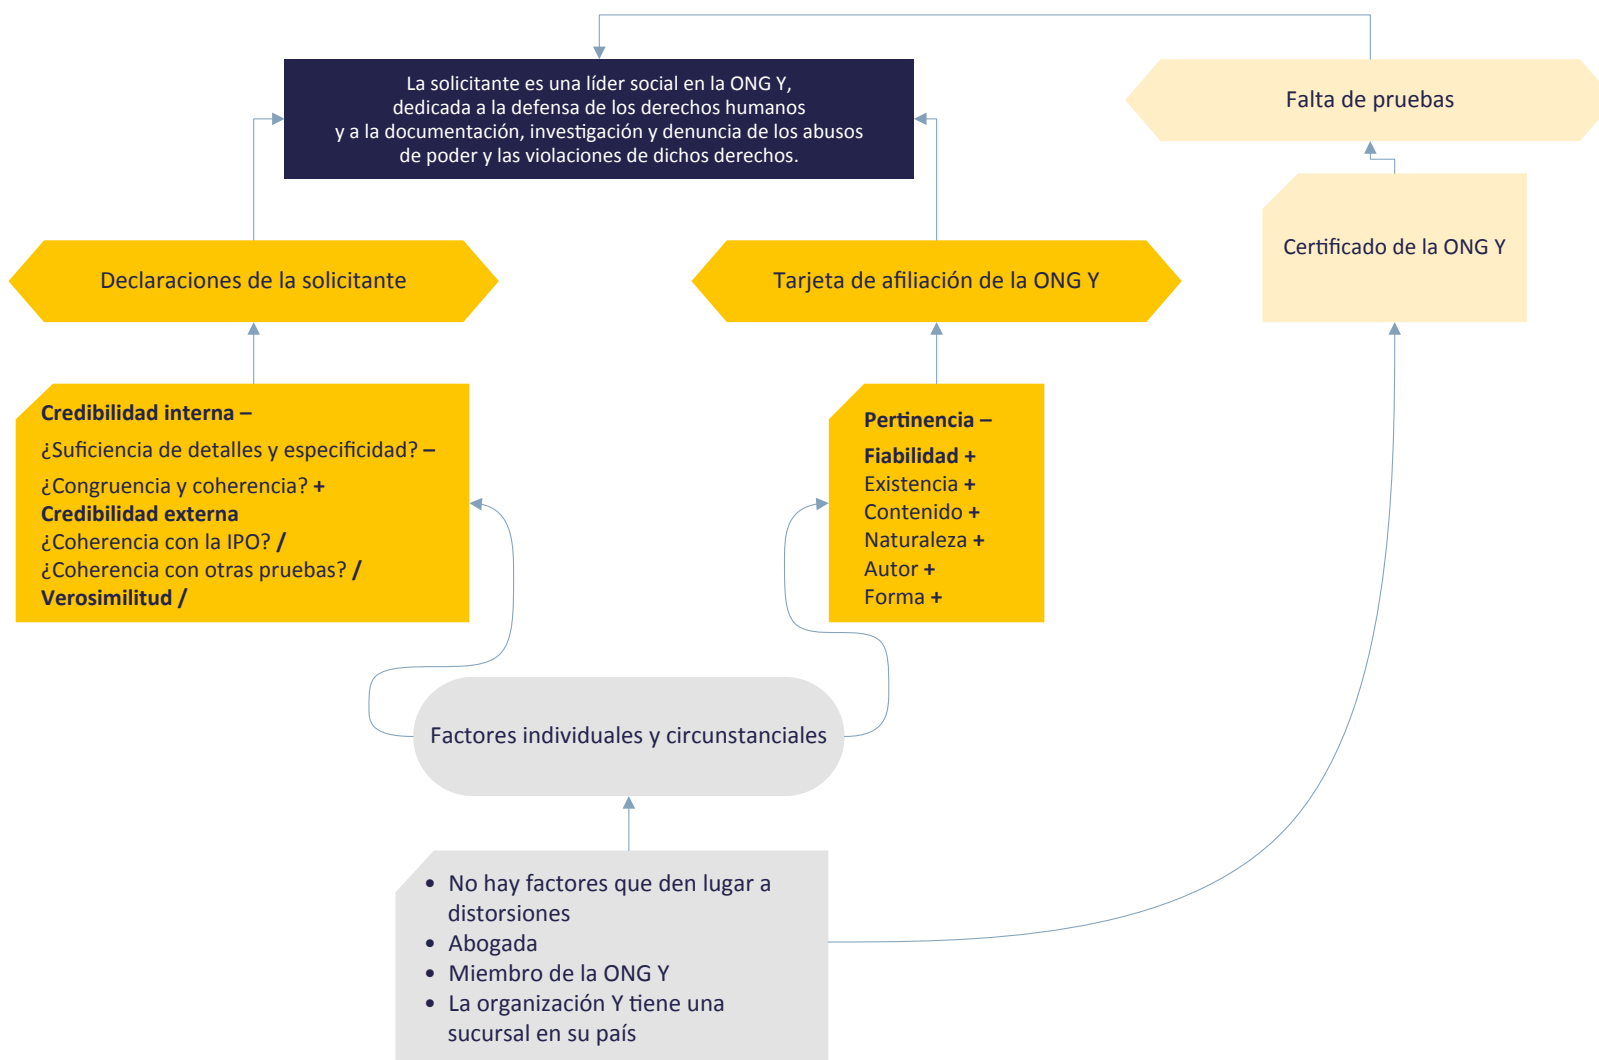 La solicitante es una líder social en la ONG Y,
dedicada a la defensa de los derechos humanos
y a la documentación, investigación y denuncia de los abusos
de poder y las violaciones de dichos derechos.
Falta de pruebas
Certificado de la ONG Y
Declaraciones de la solicitante
Tarjeta de afiliación de la ONG Y
Credibilidad interna –
¿Suficiencia de detalles y especificidad? –
¿Congruencia y coherencia? +
Credibilidad externa
¿Coherencia con la IPO? /
¿Coherencia con otras pruebas? /
Verosimilitud /
Pertinencia –
Fiabilidad +
Existencia +
Contenido +
Naturaleza +
Autor +
Forma +
Factores individuales y circunstanciales
• No hay factores que den lugar a
distorsiones
• Abogada
• Miembro de la ONG Y
• La organización Y tiene una
sucursal en su país